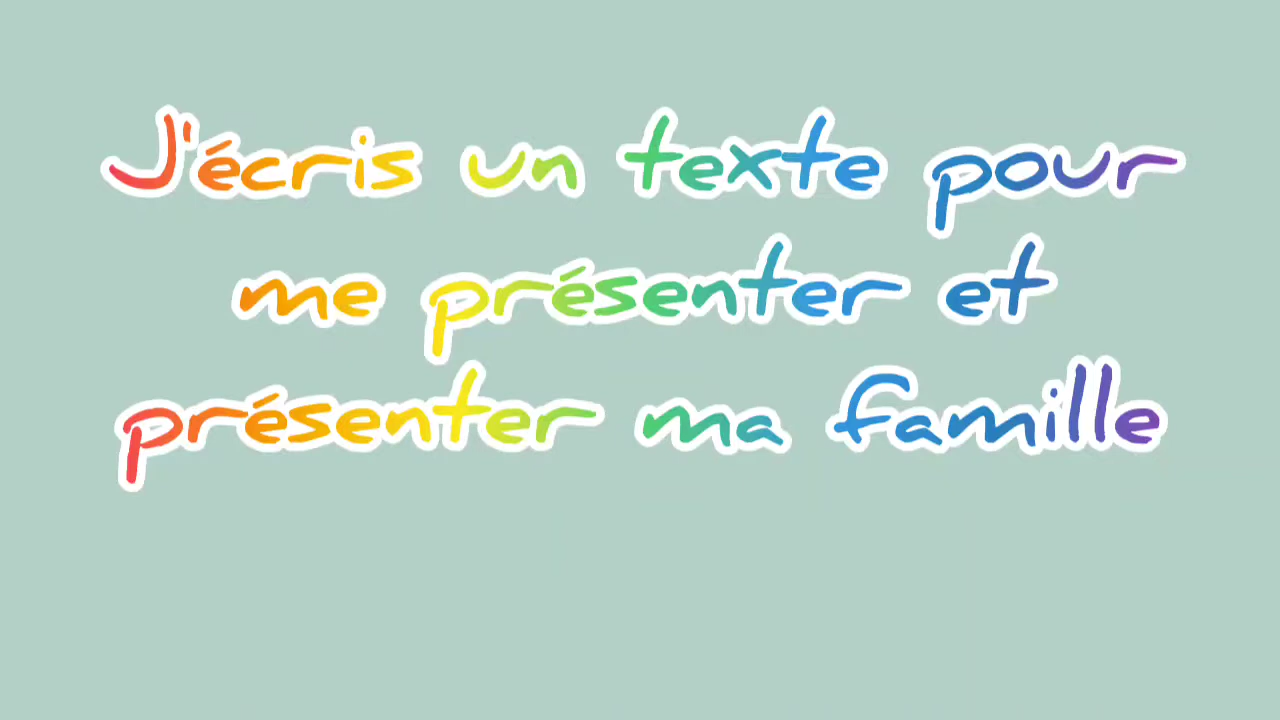 J'écris un texte pour
me présenter et
présenter ma famille